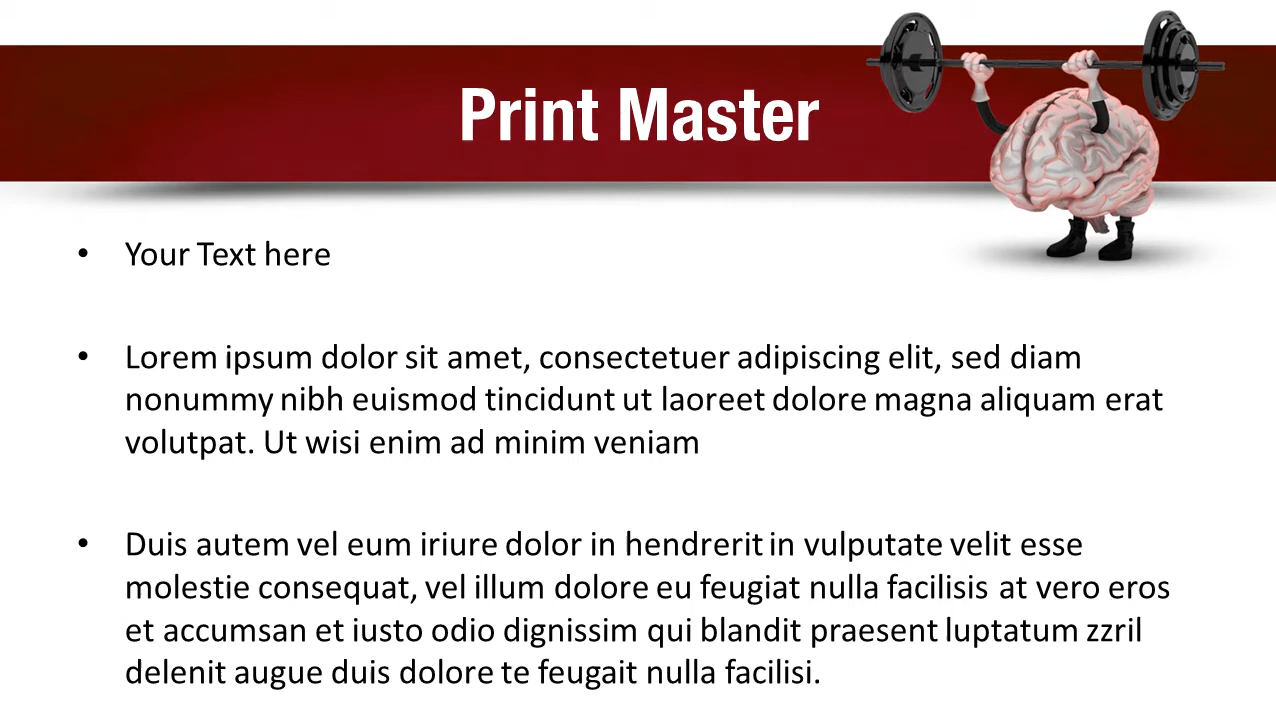 Print Master
• Your Text here
• Lorem ipsum dolor sit amet, consectetuer adipiscing elit, sed diam
nonummy nibh euismod tincidunt ut laoreet dolore magna aliquam erat
volutpat. Ut wisi enim ad minim veniam
• Duis autem vel eum iriure dolor in hendrerit in vulputate velit esse
molestie consequat, vel illum dolore eu feugiat nulla facilisis at vero eros
et accumsan et iusto odio dignissim qui blandit praesent luptatum zzril
delenit augue duis dolore te feugait nulla facilisi.